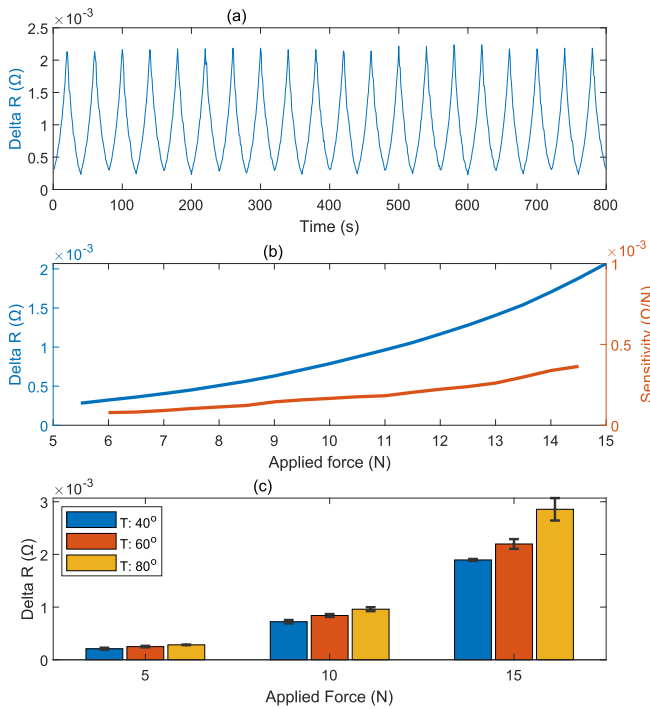 (a)
×10⁻³
2.5
2
1.5
1
0.5
0
Delta R (Ω)
0 100 200 300 400 500 600 700 800
Time (s)
(b)
×10⁻³
×10⁻³
2
1.5
1
0.5
0
Delta R (Ω)
1
0.5
0
Sensitivity (Ω/N)
5 6 7 8 9 10 11 12 13 14 15
Applied force (N)
(c)
×10⁻³
3
2
1
0
Delta R (Ω)
T: 40°
T: 60°
T: 80°
5 10 15
Applied Force (N)